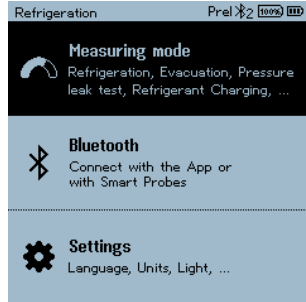 Refrigeration Prel 2 100%
Measuring mode
Refrigeration, Evacuation, Pressure
leak test, Refrigerant Charging, ...
Bluetooth
Connect with the App or
with Smart Probes
Settings
Language, Units, Light, ...